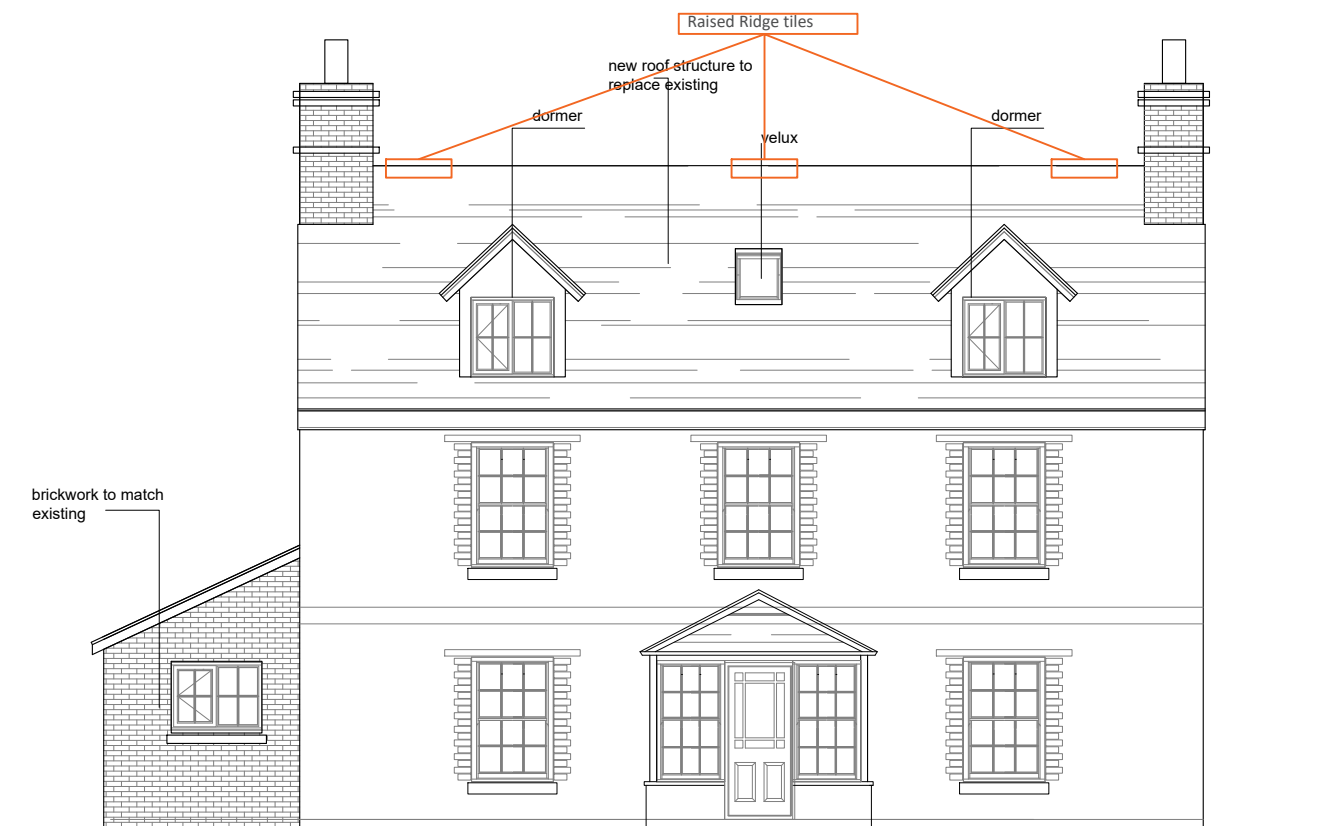 Raised Ridge tiles
new roof structure to
replace existing
dormer
dormer
velux
brickwork to match
existing